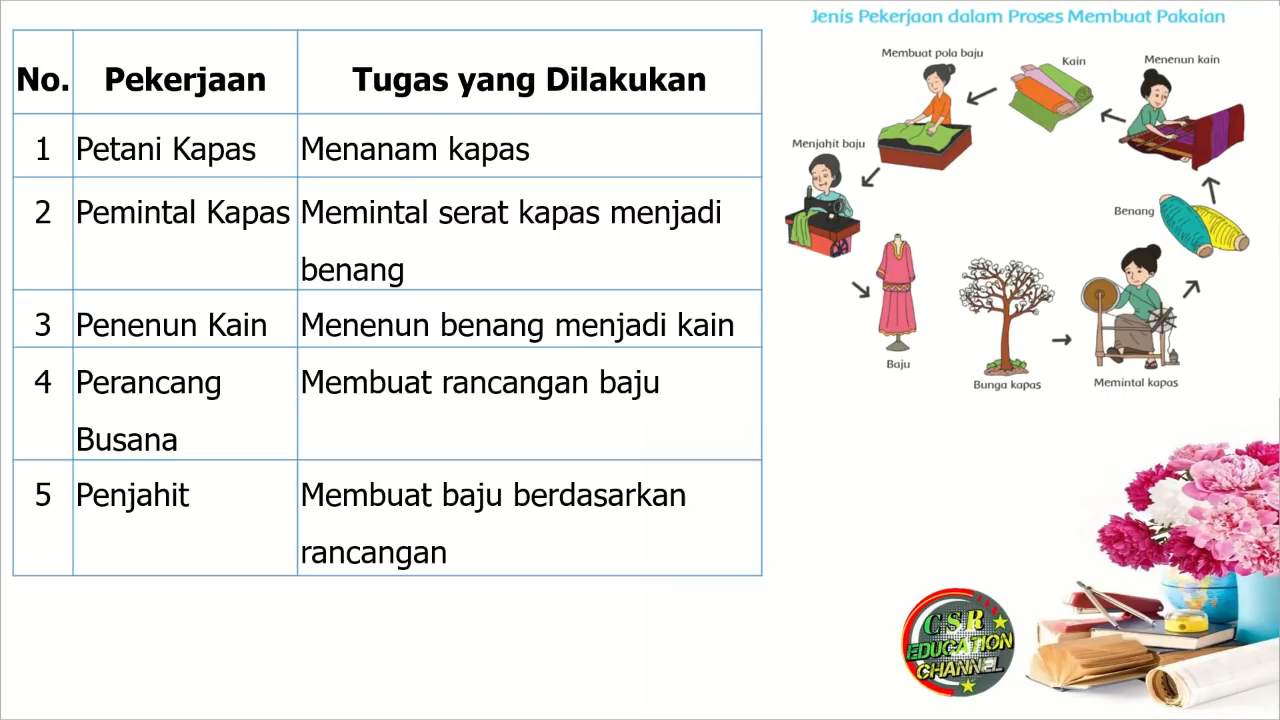 Jenis Pekerjaan dalam Proses Membuat Pakaian
No. Pekerjaan Tugas yang Dilakukan
1 Petani Kapas Menanam kapas
2 Pemintal Kapas Memintal serat kapas menjadi
benang
3 Penenun Kain Menenun benang menjadi kain
4 Perancang Membuat rancangan baju
Busana
5 Penjahit Membuat baju berdasarkan
rancangan
Membuat pola baju
Kain
Menenun kain
Menjahit baju
Benang
Baju
Bunga kapas
Memintal kapas
CSR
EDUCATION
CHANNEL